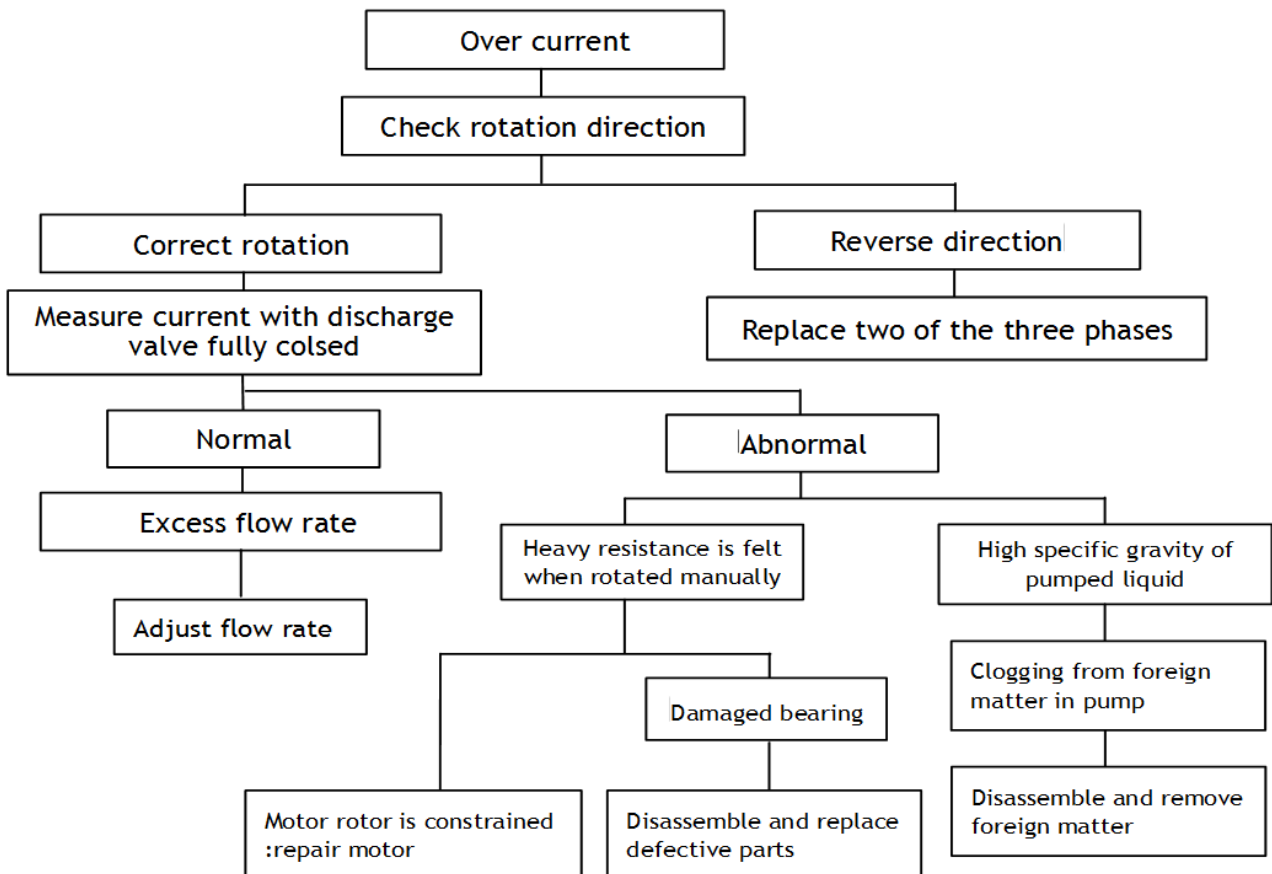 Over current
Check rotation direction
Correct rotation
Reverse direction
Measure current with discharge
valve fully colsed
Replace two of the three phases
Normal
Abnormal
Excess flow rate
Heavy resistance is felt
when rotated manually
High specific gravity of
pumped liquid
Adjust flow rate
Clogging from foreign
matter in pump
Damaged bearing
Motor rotor is constrained
:repair motor
Disassemble and replace
defective parts
Disassemble and remove
foreign matter